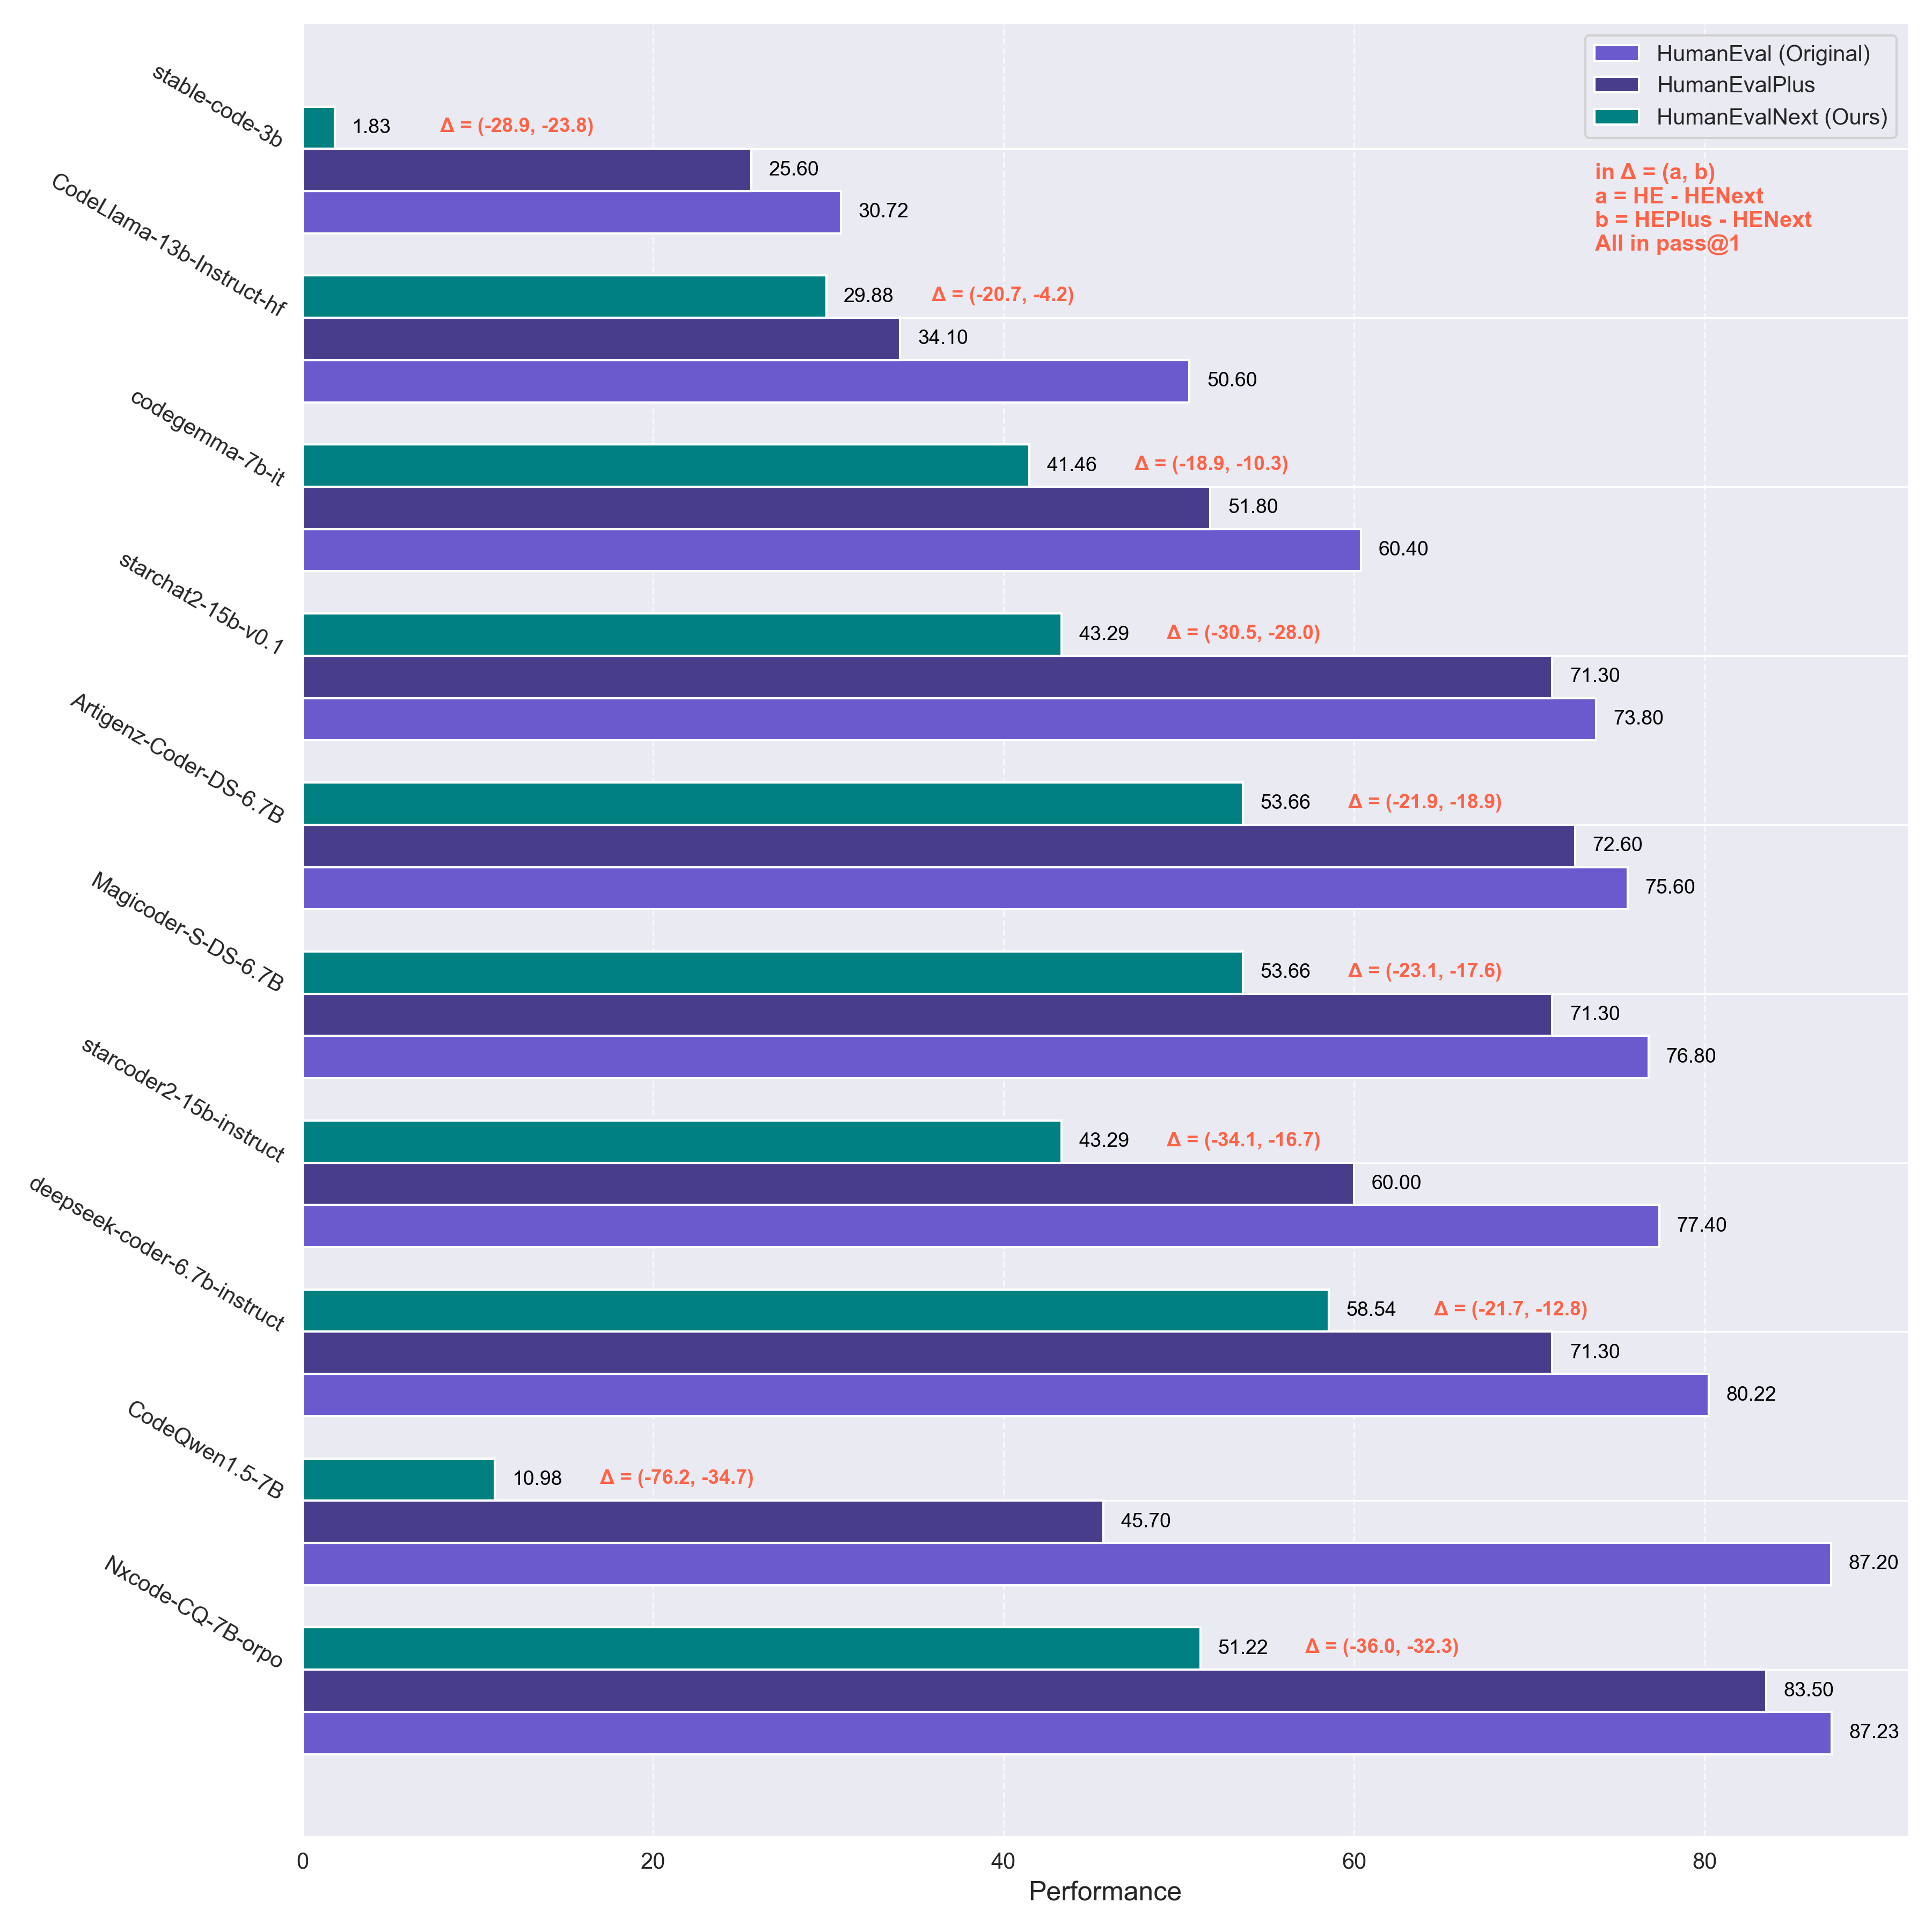 HumanEval (Original)
HumanEvalPlus
HumanEvalNext (Ours)
in Δ = (a, b)
a = HE - HENext
b = HEPlus - HENext
All in pass@1
stable-code-3b
1.83 Δ = (-28.9, -23.8)
25.60
30.72
CodeLlama-13b-Instruct-hf
29.88 Δ = (-20.7, -4.2)
34.10
50.60
codegemma-7b-it
41.46 Δ = (-18.9, -10.3)
51.80
60.40
starchat2-15b-v0.1
43.29 Δ = (-30.5, -28.0)
71.30
73.80
Artigenz-Coder-DS-6.7B
53.66 Δ = (-21.9, -18.9)
72.60
75.60
Magicoder-S-DS-6.7B
53.66 Δ = (-23.1, -17.6)
71.30
76.80
starcoder2-15b-instruct
43.29 Δ = (-34.1, -16.7)
60.00
77.40
deepseek-coder-6.7b-instruct
58.54 Δ = (-21.7, -12.8)
71.30
80.22
CodeQwen1.5-7B
10.98 Δ = (-76.2, -34.7)
45.70
87.20
Nxcode-CQ-7B-orpo
51.22 Δ = (-36.0, -32.3)
83.50
87.23
0 20 40 60 80
Performance